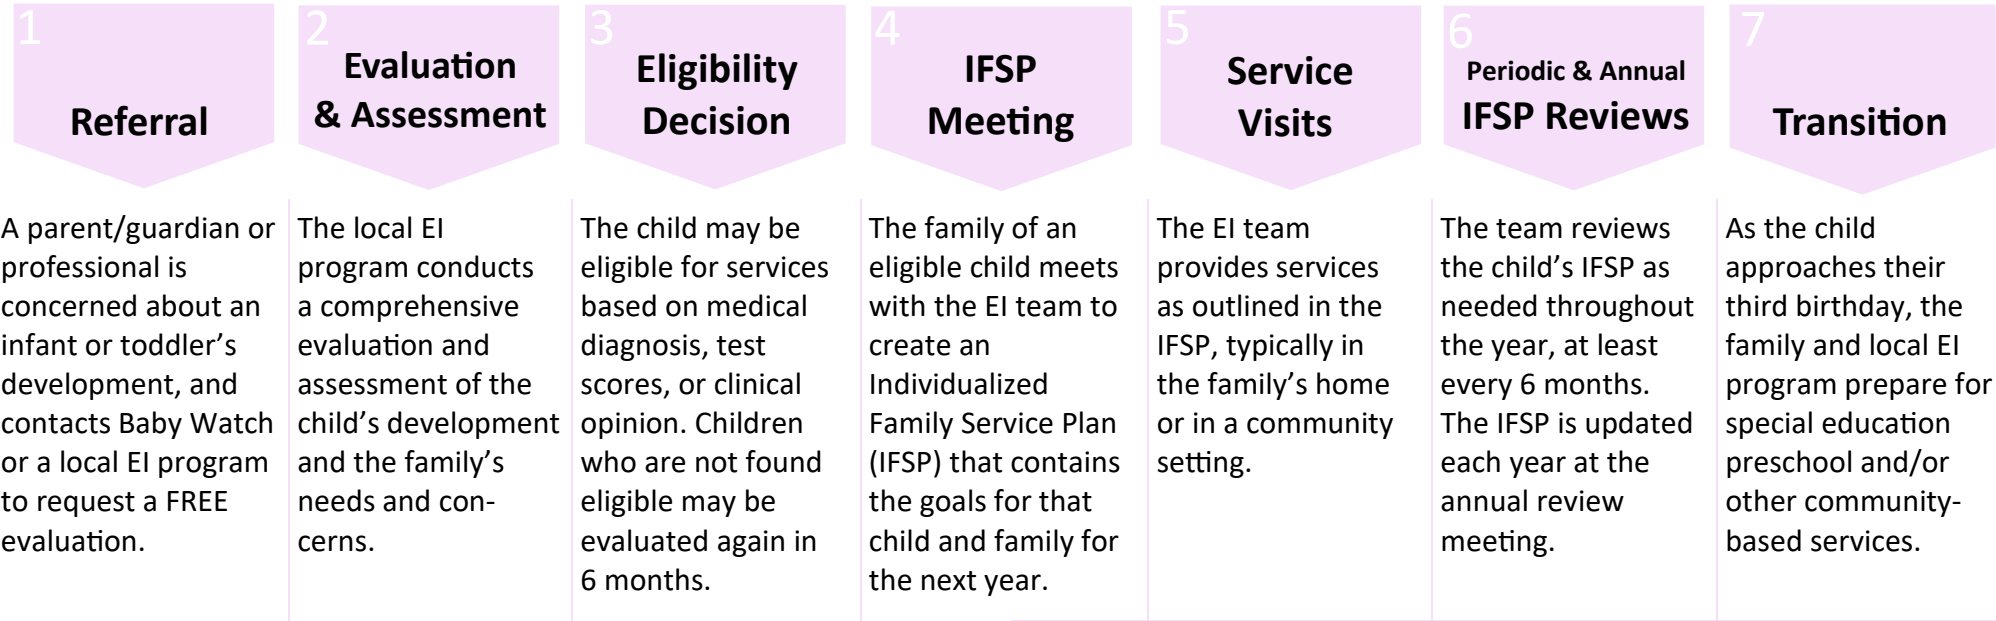 1
Referral
A parent/guardian or
professional is
concerned about an
infant or toddler’s
development, and
contacts Baby Watch
or a local EI program
to request a FREE
evaluation.
2
Evaluation
& Assessment
The local EI
program conducts
a comprehensive
evaluation and
assessment of the
child’s development
and the family’s
needs and con-
cerns.
3
Eligibility
Decision
The child may be
eligible for services
based on medical
diagnosis, test
scores, or clinical
opinion. Children
who are not found
eligible may be
evaluated again in
6 months.
4
IFSP
Meeting
The family of an
eligible child meets
with the EI team to
create an
Individualized
Family Service Plan
(IFSP) that contains
the goals for that
child and family for
the next year.
5
Service
Visits
The EI team
provides services
as outlined in the
IFSP, typically in
the family’s home
or in a community
setting.
6
Periodic & Annual
IFSP Reviews
The team reviews
the child’s IFSP as
needed throughout
the year, at least
every 6 months.
The IFSP is updated
each year at the
annual review
meeting.
7
Transition
As the child
approaches their
third birthday, the
family and local EI
program prepare for
special education
preschool and/or
other community-
based services.